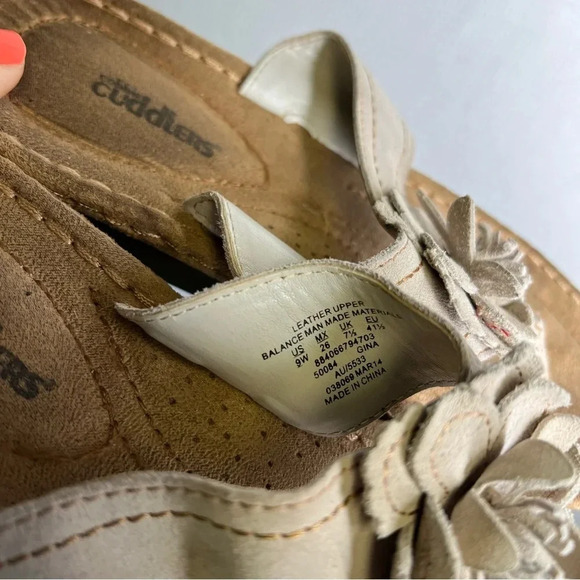 CUDDLERS
LEATHER UPPER
BALANCE MAN MADE MATERIALS
US MX UK EU
9W 26 7½ 41½
884066794703
50084 GINA
AU/5533
038069 MAR14
MADE IN CHINA